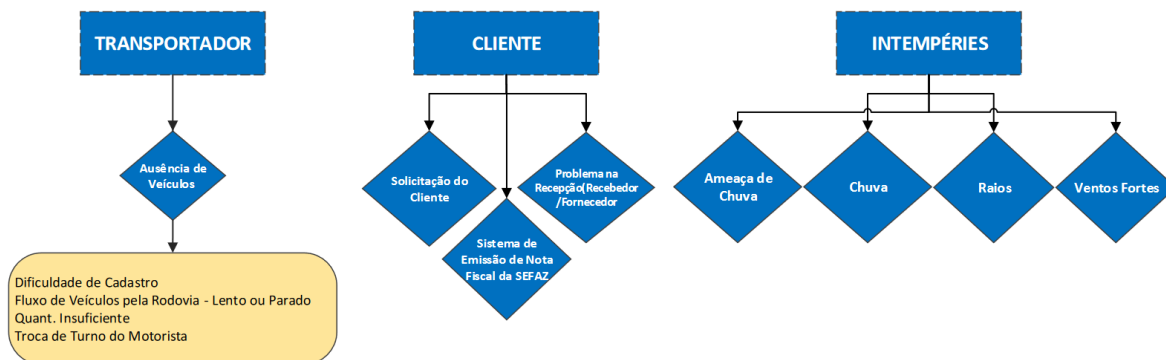 TRANSPORTADOR
Ausência de
Veículos
Dificuldade de Cadastro
Fluxo de Veículos pela Rodovia - Lento ou Parado
Quant. Insuficiente
Troca de Turno do Motorista
CLIENTE
Solicitação do
Cliente
Sistema de
Emissão de Nota
Fiscal da SEFAZ
Problema na
Recepção(Recebedor
/Fornecedor
INTEMPÉRIES
Ameaça de
Chuva
Chuva
Raios
Ventos Fortes